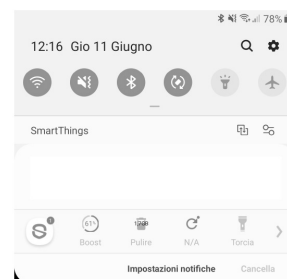 78%
12:16 Gio 11 Giugno
SmartThings
S
61%
Boost
Pulire
N/A
Torcia
Impostazioni notifiche
Cancella